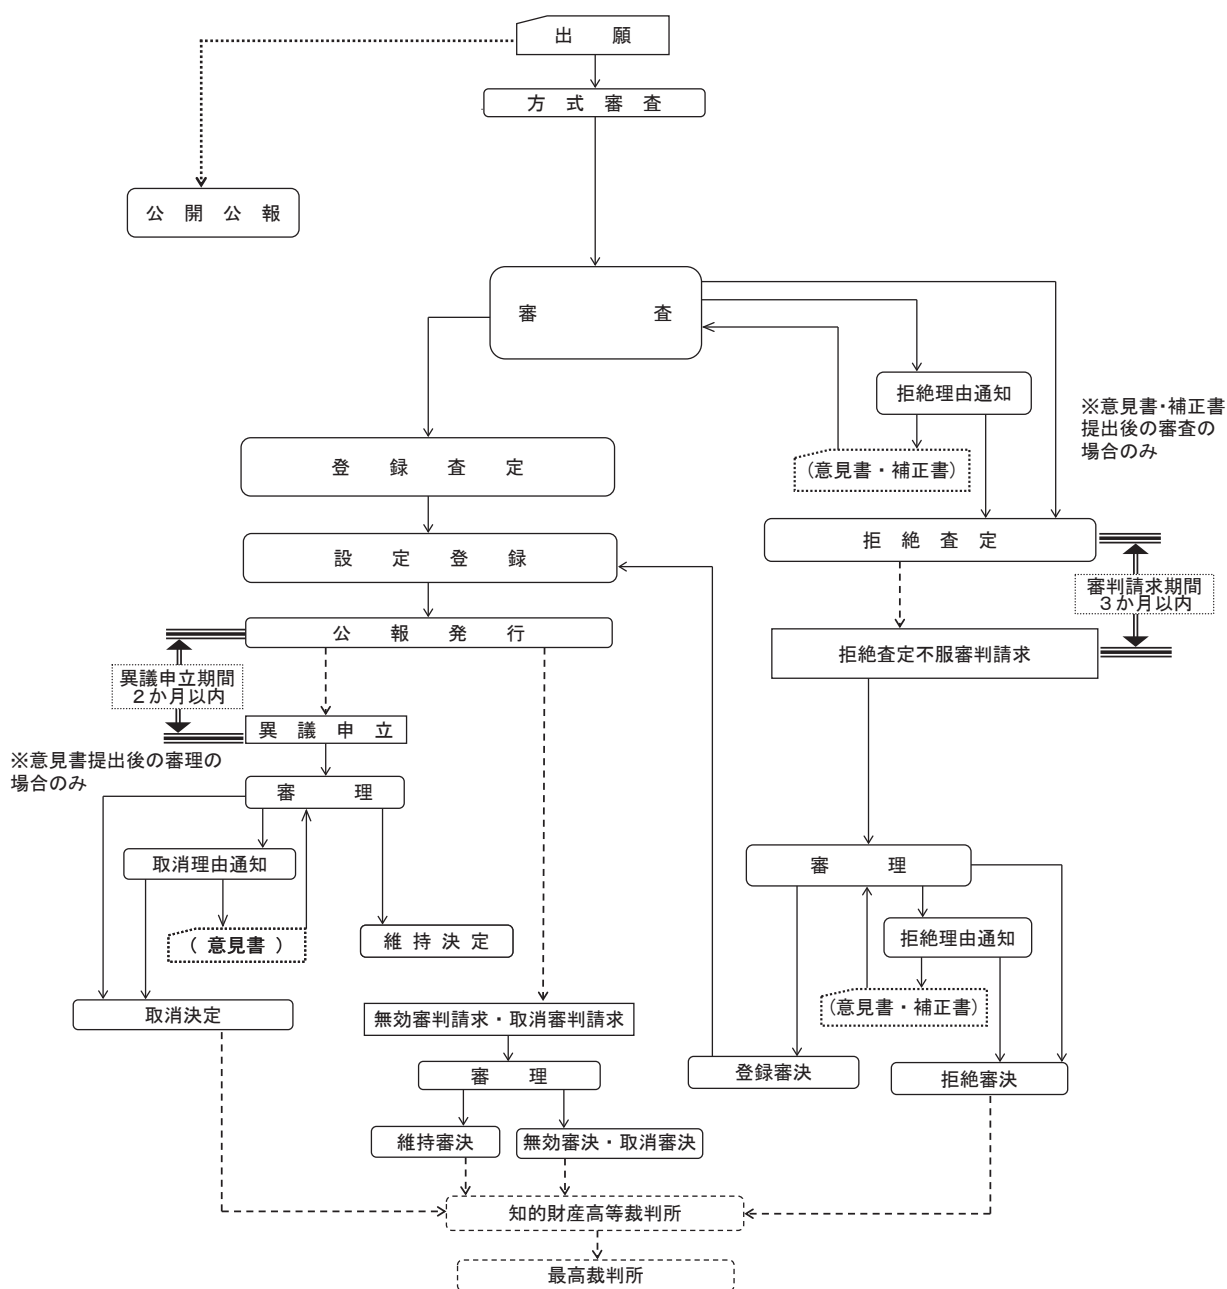 出　願
方 式 審 査
公 開 公 報
審　査
拒絶理由通知
※意見書・補正書
提出後の審査の
場合のみ
(意見書・補正書)
登 録 査 定
拒 絶 査 定
設 定 登 録
審判請求期間
３か月以内
公 報 発 行
拒絶査定不服審判請求
異議申立期間
２か月以内
異 議 申 立
※意見書提出後の審理の
場合のみ
審　理
取消理由通知
審　理
( 意見書 )
維 持 決 定
拒絶理由通知
(意見書・補正書)
取消決定
無効審判請求・取消審判請求
審　理
登録審決
拒絶審決
維持審決
無効審決・取消審決
知的財産高等裁判所
最高裁判所